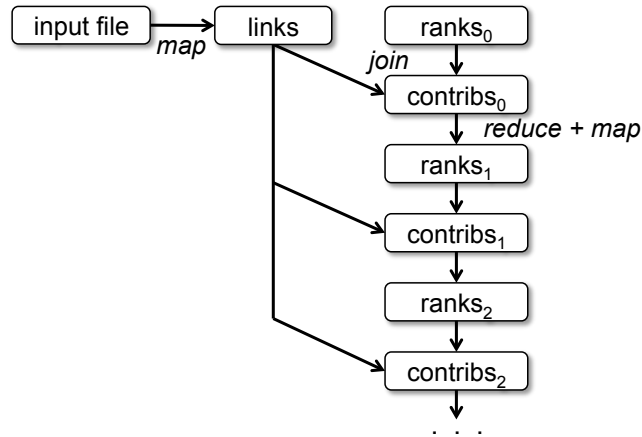 input file
map
links
ranks₀
join
contribs₀
reduce + map
ranks₁
contribs₁
ranks₂
contribs₂
. . .